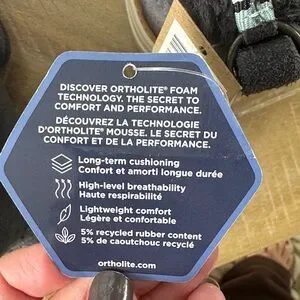 DISCOVER ORTHOLITE® FOAM
TECHNOLOGY. THE SECRET TO
COMFORT AND PERFORMANCE.
DÉCOUVREZ LA TECHNOLOGIE
D'ORTHOLITE® MOUSSE. LE SECRET DU
CONFORT ET DE LA PERFORMANCE.
Long-term cushioning
Confort et amorti longue durée
High-level breathability
Haute respirabilité
Lightweight comfort
Légère et confortable
5% recycled rubber content
5% de caoutchouc recyclé
ortholite.com